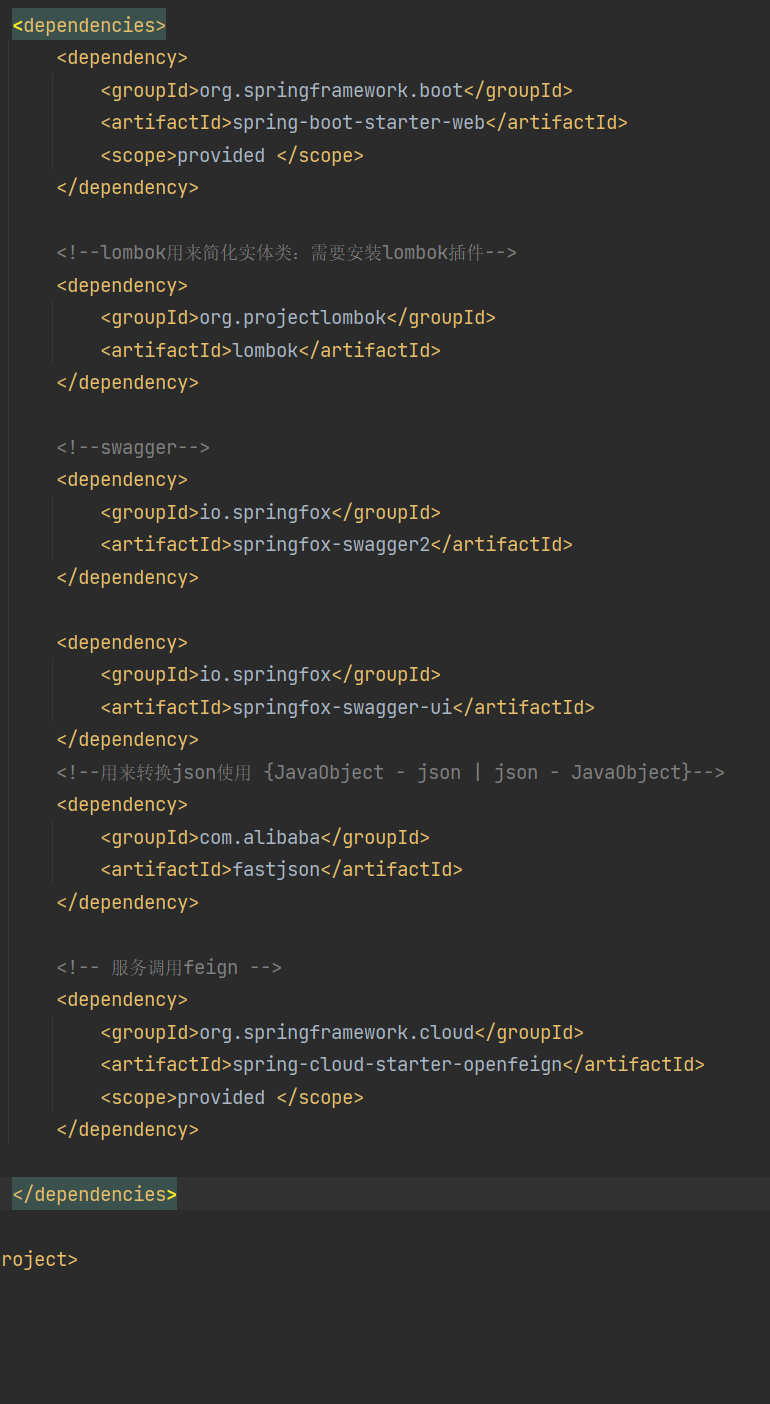 <dependencies>
<dependency>
<groupId>org.springframework.boot</groupId>
<artifactId>spring-boot-starter-web</artifactId>
<scope>provided </scope>
</dependency>
<!--lombok用来简化实体类：需要安装lombok插件-->
<dependency>
<groupId>org.projectlombok</groupId>
<artifactId>lombok</artifactId>
</dependency>
<!--swagger-->
<dependency>
<groupId>io.springfox</groupId>
<artifactId>springfox-swagger2</artifactId>
</dependency>
<dependency>
<groupId>io.springfox</groupId>
<artifactId>springfox-swagger-ui</artifactId>
</dependency>
<!--用来转换json使用 {JavaObject - json | json - JavaObject}-->
<dependency>
<groupId>com.alibaba</groupId>
<artifactId>fastjson</artifactId>
</dependency>
<!-- 服务调用feign -->
<dependency>
<groupId>org.springframework.cloud</groupId>
<artifactId>spring-cloud-starter-openfeign</artifactId>
<scope>provided </scope>
</dependency>
</dependencies>
roject>